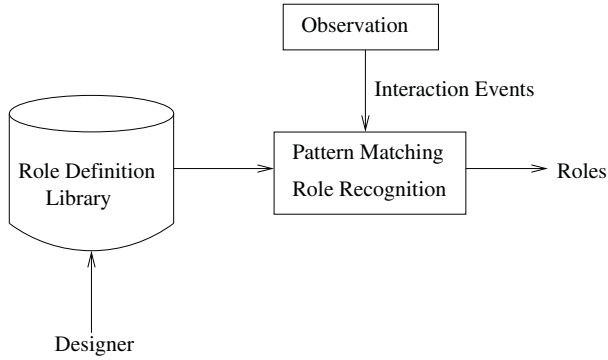 Observation
Interaction Events
Pattern Matching
Role Recognition
Role Definition
Library
Roles
Designer